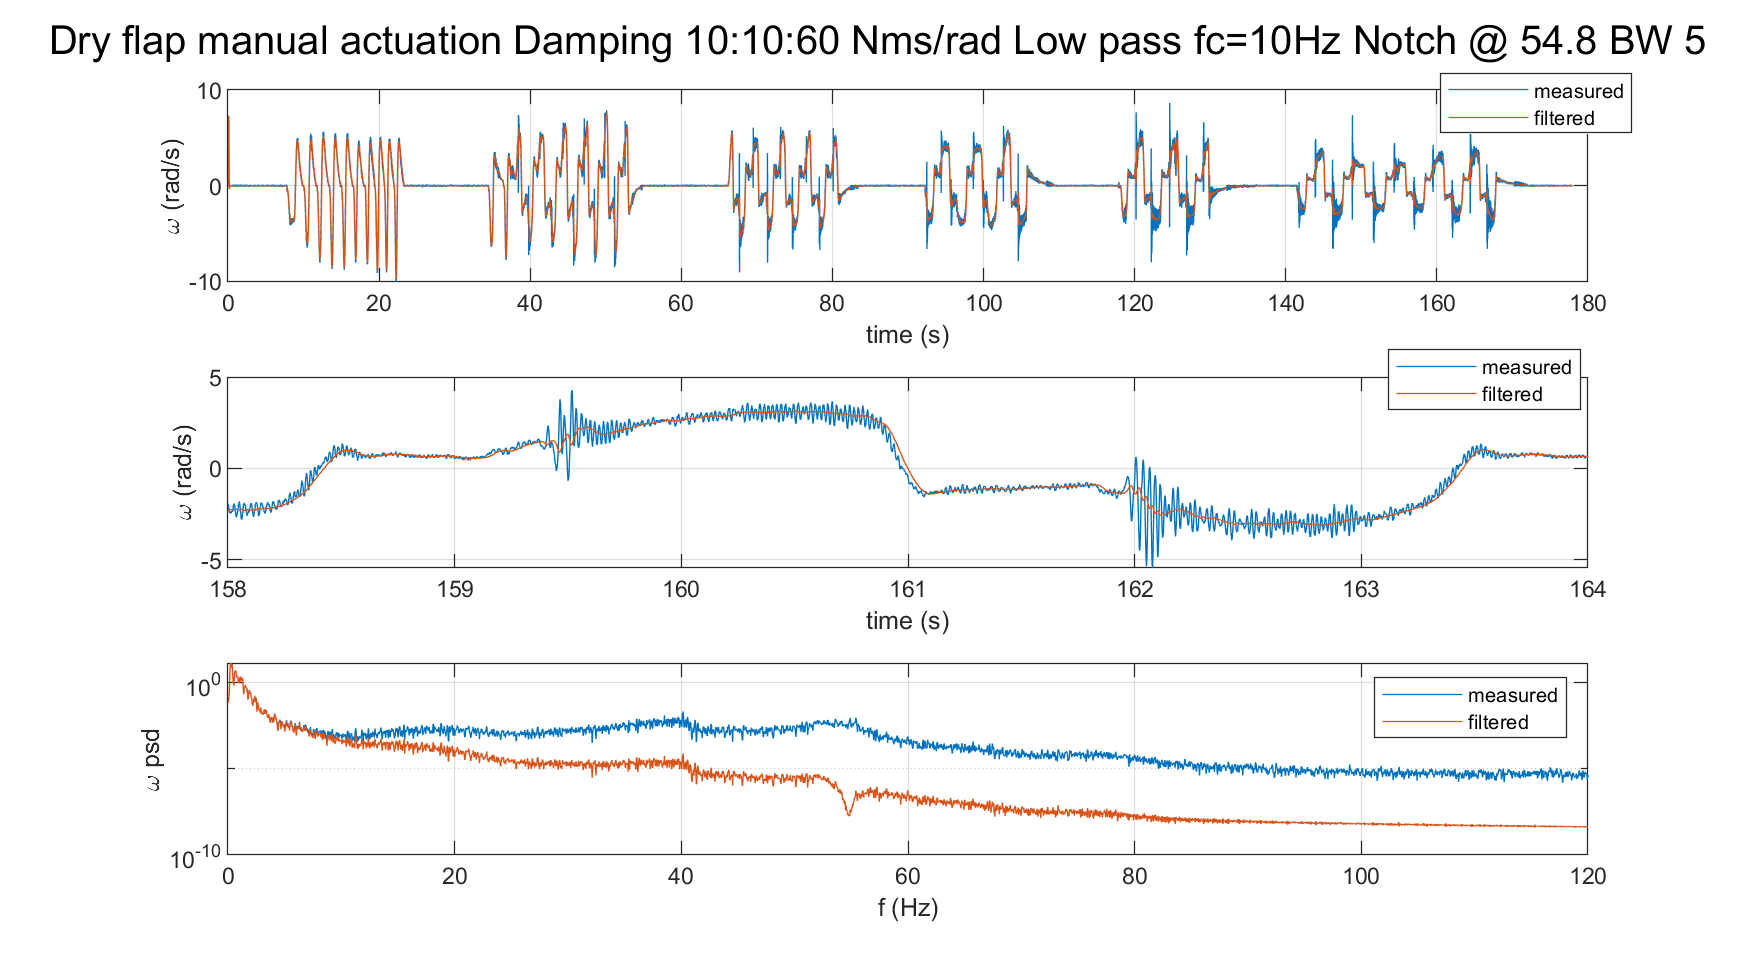 Dry flap manual actuation Damping 10:10:60 Nms/rad Low pass fc=10Hz Notch @ 54.8 BW 5
measured
filtered
10
0
-10
ω (rad/s)
0 20 40 60 80 100 120 140 160 180
time (s)
measured
filtered
5
0
-5
ω (rad/s)
158 159 160 161 162 163 164
time (s)
measured
filtered
10^0
10^-10
ω psd
0 20 40 60 80 100 120
f (Hz)